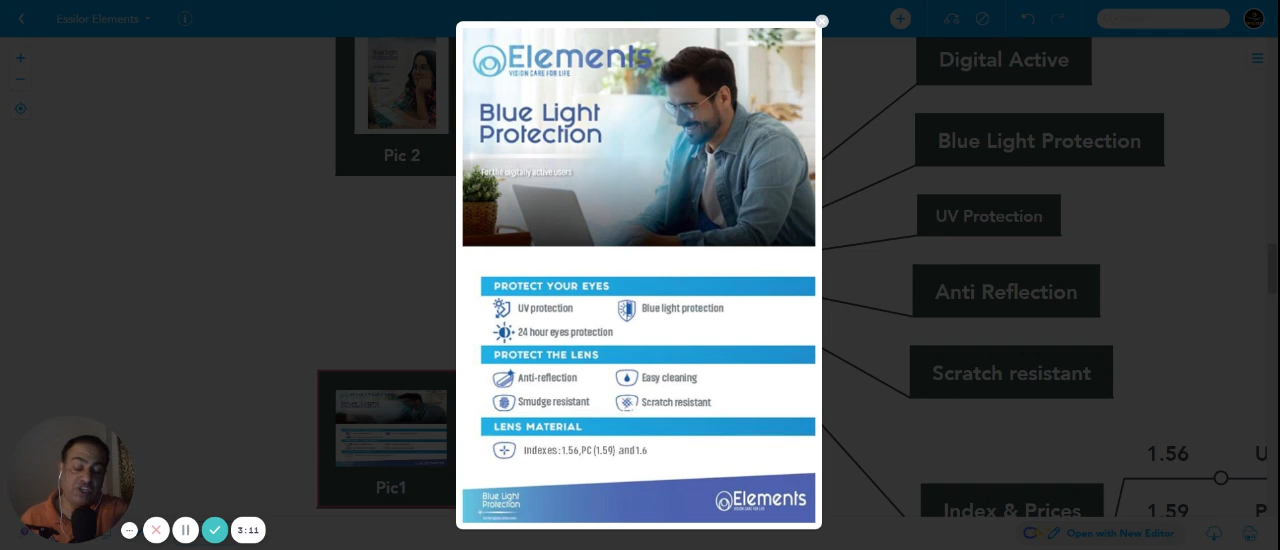 Essilor Elements
Pic 2
Pic1
3:11
Elements
VISION CARE FOR LIFE
Blue Light
Protection
For the digitally active users
PROTECT YOUR EYES
UV protection
Blue light protection
24 hour eyes protection
PROTECT THE LENS
Anti-reflection
Easy cleaning
Smudge resistant
Scratch resistant
LENS MATERIAL
Indexes : 1.56, PC (1.59) and 1.6
Blue Light
Protection
Elements
Digital Active
Blue Light Protection
UV Protection
Anti Reflection
Scratch resistant
Index & Prices
1.56
U
1.59
P
Open with New Editor